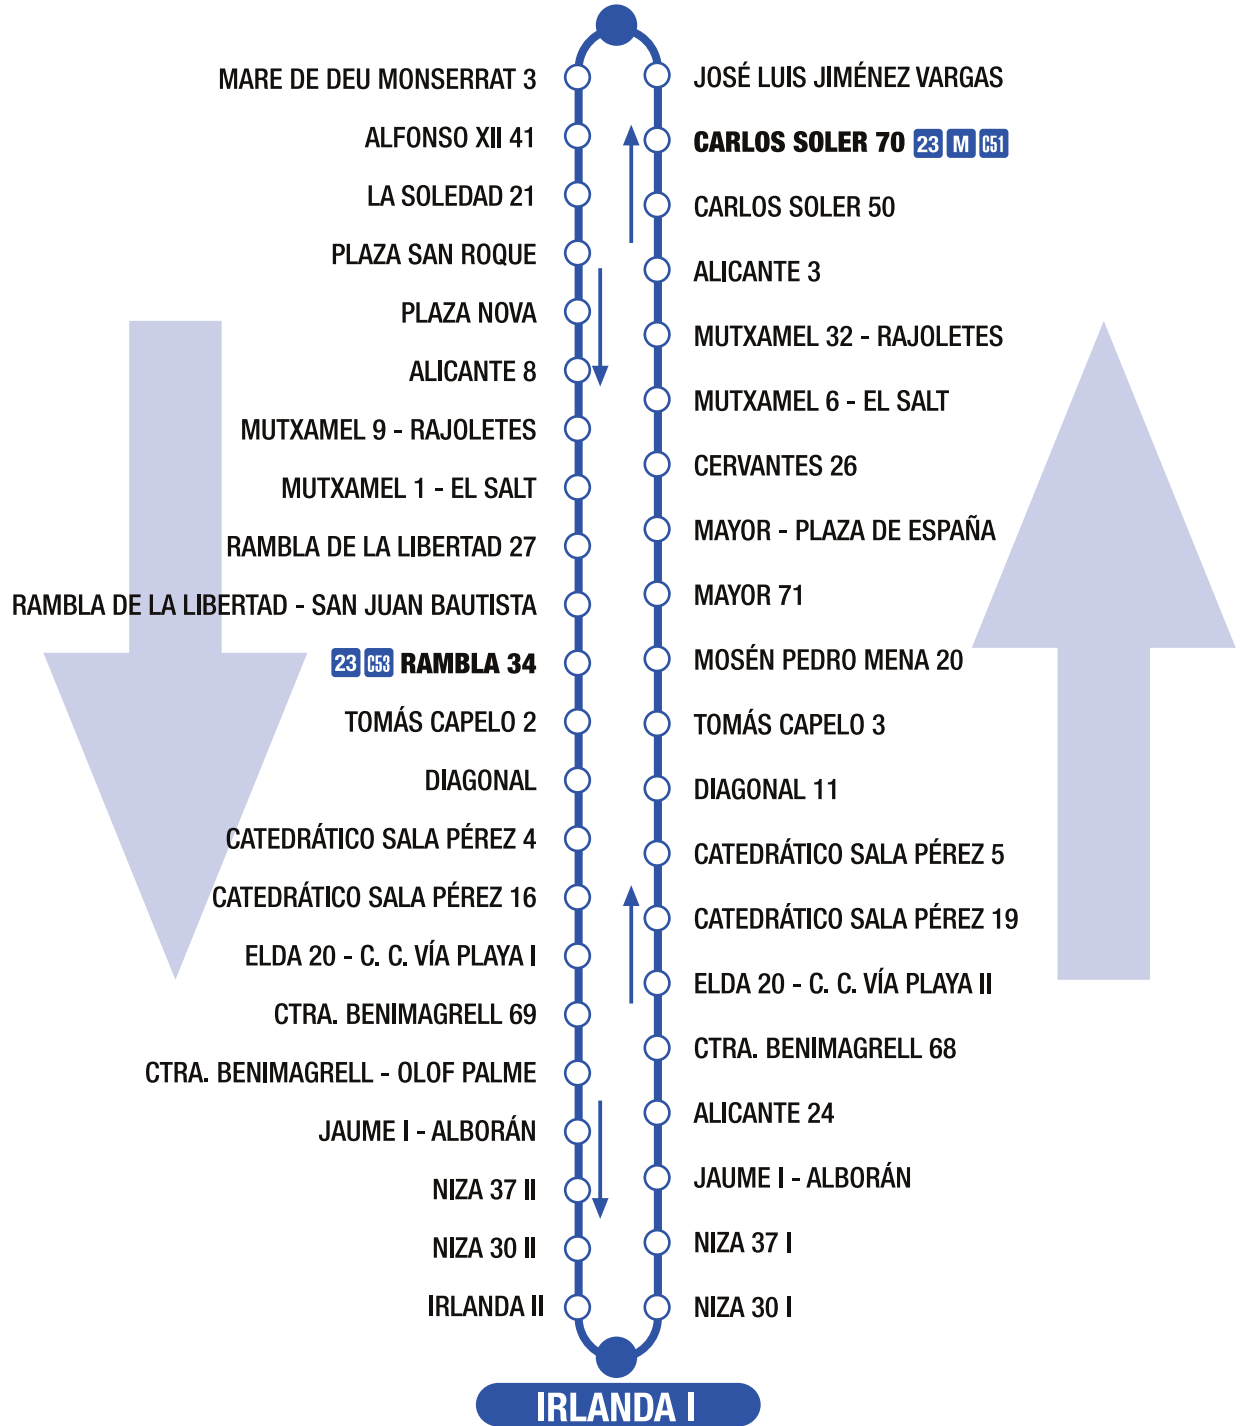 MARE DE DEU MONSERRAT 3
ALFONSO XII 41
LA SOLEDAD 21
PLAZA SAN ROQUE
PLAZA NOVA
ALICANTE 8
MUTXAMEL 9 - RAJOLETES
MUTXAMEL 1 - EL SALT
RAMBLA DE LA LIBERTAD 27
RAMBLA DE LA LIBERTAD - SAN JUAN BAUTISTA
23 C53 RAMBLA 34
TOMÁS CAPELO 2
DIAGONAL
CATEDRÁTICO SALA PÉREZ 4
CATEDRÁTICO SALA PÉREZ 16
ELDA 20 - C. C. VÍA PLAYA I
CTRA. BENIMAGRELL 69
CTRA. BENIMAGRELL - OLOF PALME
JAUME I - ALBORÁN
NIZA 37 II
NIZA 30 II
IRLANDA II
JOSÉ LUIS JIMÉNEZ VARGAS
CARLOS SOLER 70 23 M C51
CARLOS SOLER 50
ALICANTE 3
MUTXAMEL 32 - RAJOLETES
MUTXAMEL 6 - EL SALT
CERVANTES 26
MAYOR - PLAZA DE ESPAÑA
MAYOR 71
MOSÉN PEDRO MENA 20
TOMÁS CAPELO 3
DIAGONAL 11
CATEDRÁTICO SALA PÉREZ 5
CATEDRÁTICO SALA PÉREZ 19
ELDA 20 - C. C. VÍA PLAYA II
CTRA. BENIMAGRELL 68
ALICANTE 24
JAUME I - ALBORÁN
NIZA 37 I
NIZA 30 I
IRLANDA I